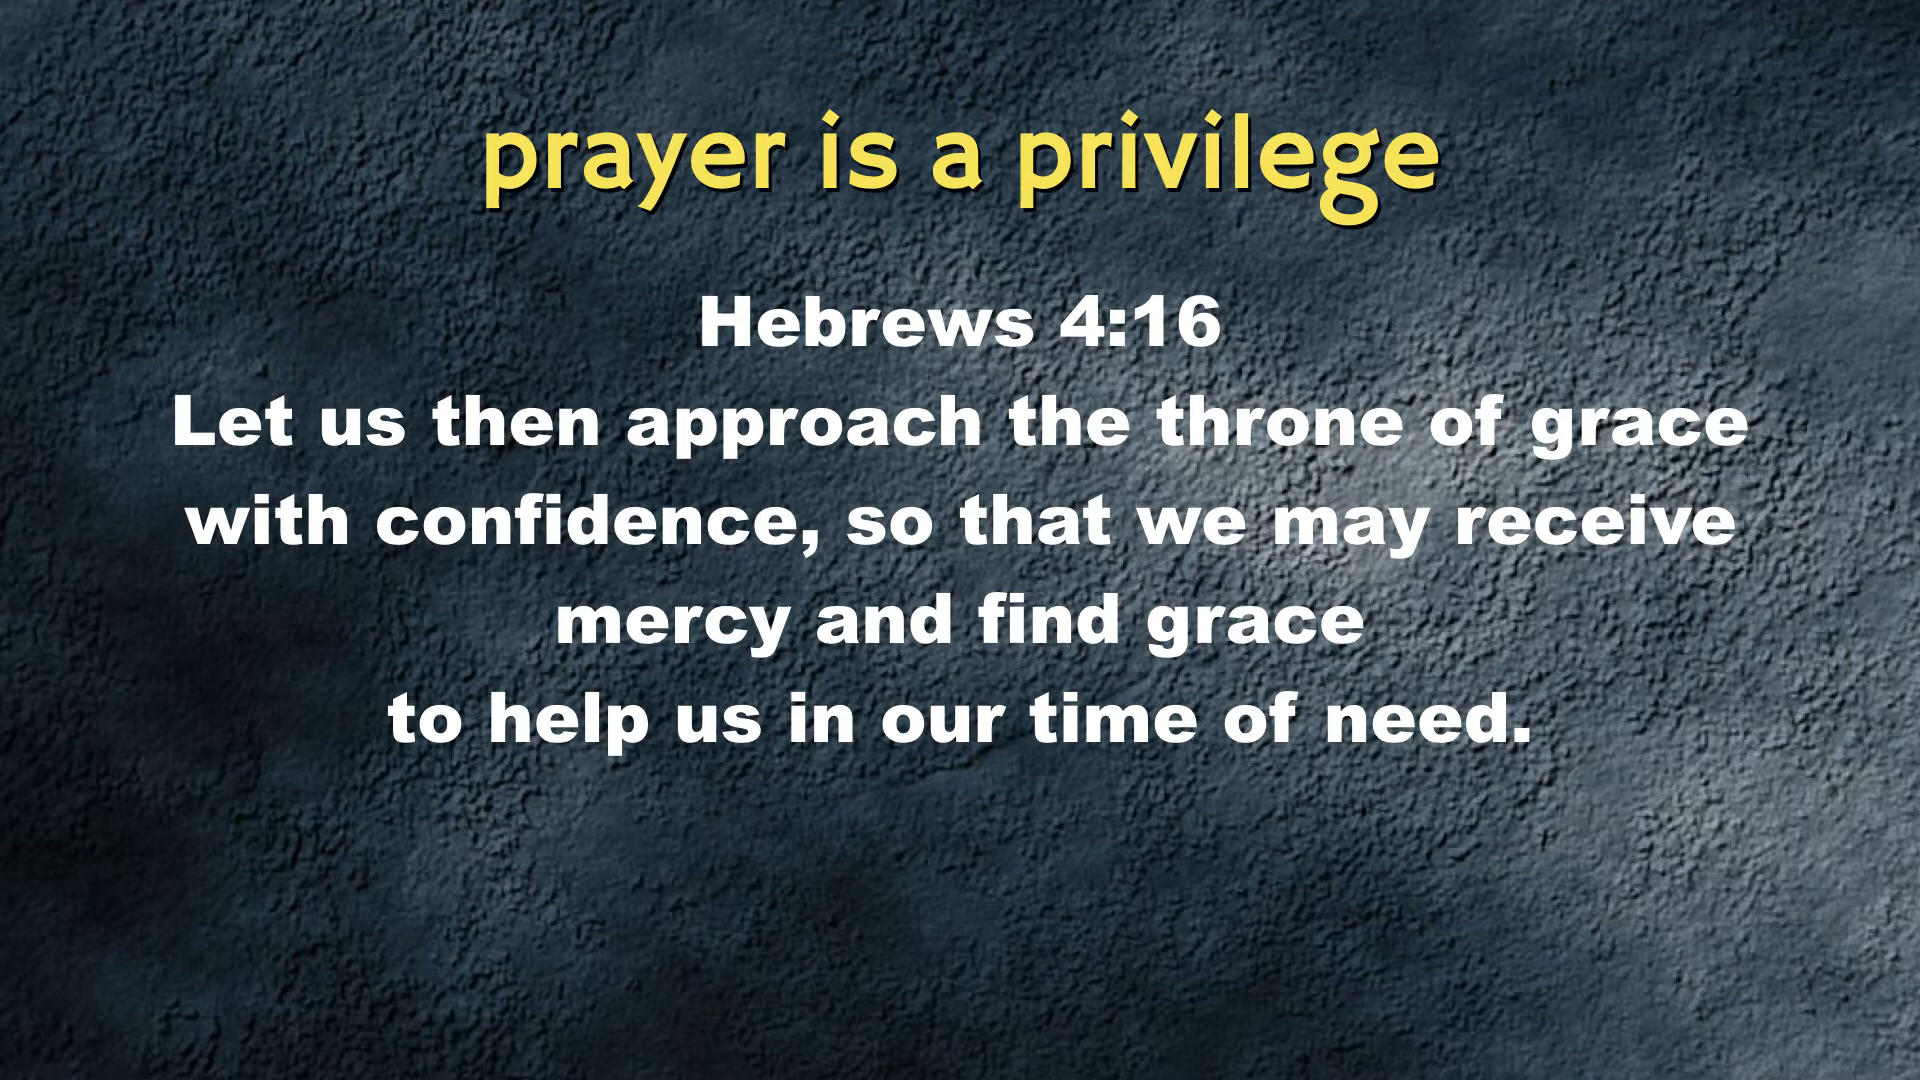 prayer is a privilege
Hebrews 4:16
Let us then approach the throne of grace
with confidence, so that we may receive
mercy and find grace
to help us in our time of need.